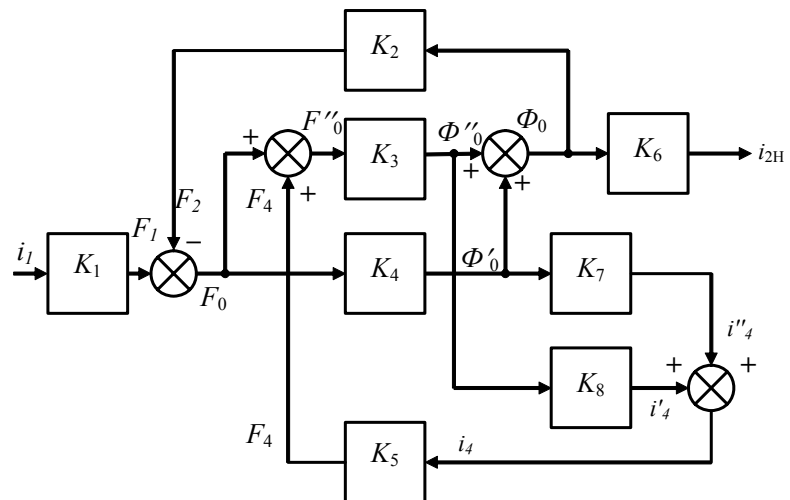 K2
F″0
Φ″0
Φ0
+
K3
+
K6
i2H
F2
F4
+
+
F1
−
i1
K1
F0
K4
Φ′0
K7
i″4
+
+
K8
i′4
F4
K5
i4